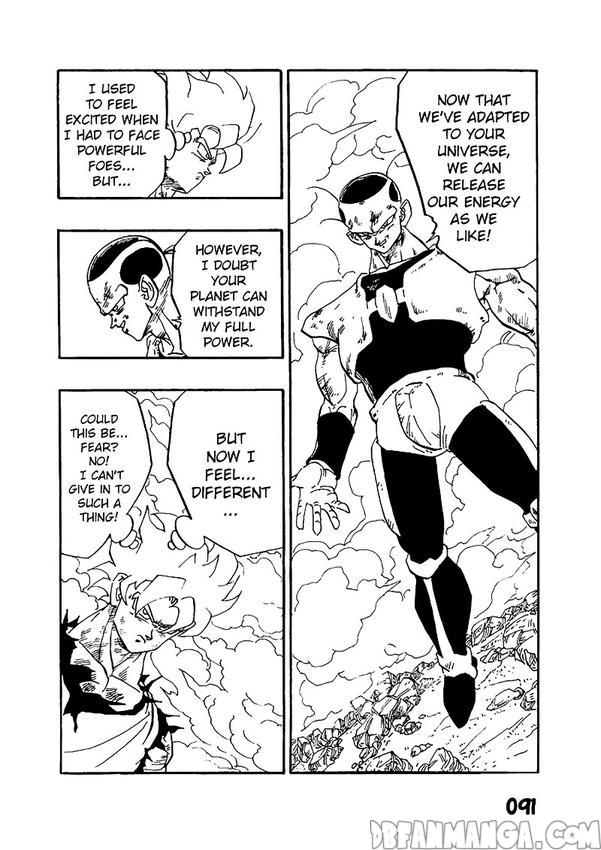 NOW THAT
WE'VE ADAPTED
TO YOUR
UNIVERSE,
WE CAN
RELEASE
OUR ENERGY
AS WE
LIKE!
I USED
TO FEEL
EXCITED WHEN
I HAD TO FACE
POWERFUL
FOES...
BUT...
HOWEVER,
I DOUBT
YOUR
PLANET CAN
WITHSTAND
MY FULL
POWER.
BUT
NOW I
FEEL...
DIFFERENT
...
COULD
THIS BE...
FEAR?
NO!
I CAN'T
GIVE IN TO
SUCH A
THING!
091
DBFANMANGA.COM